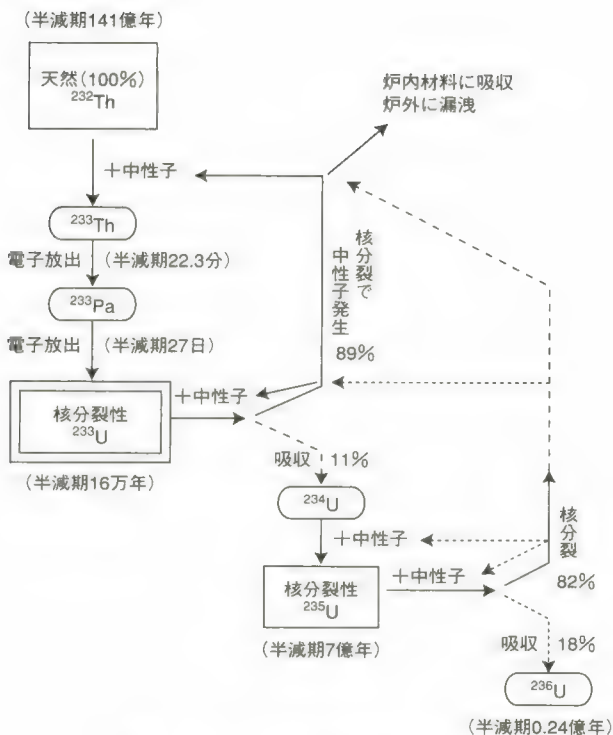 (半減期141億年)
天然(100%)
²³²Th
炉内材料に吸収
炉外に漏洩
+中性子
²³³Th
電子放出
(半減期22.3分)
²³³Pa
電子放出
(半減期27日)
核分裂で
中性子発生
89%
核分裂性
²³³U
(半減期16万年)
+中性子
吸収
11%
²³⁴U
+中性子
核分裂性
²³⁵U
(半減期7億年)
+中性子
核分裂
82%
吸収
18%
²³⁶U
(半減期0.24億年)